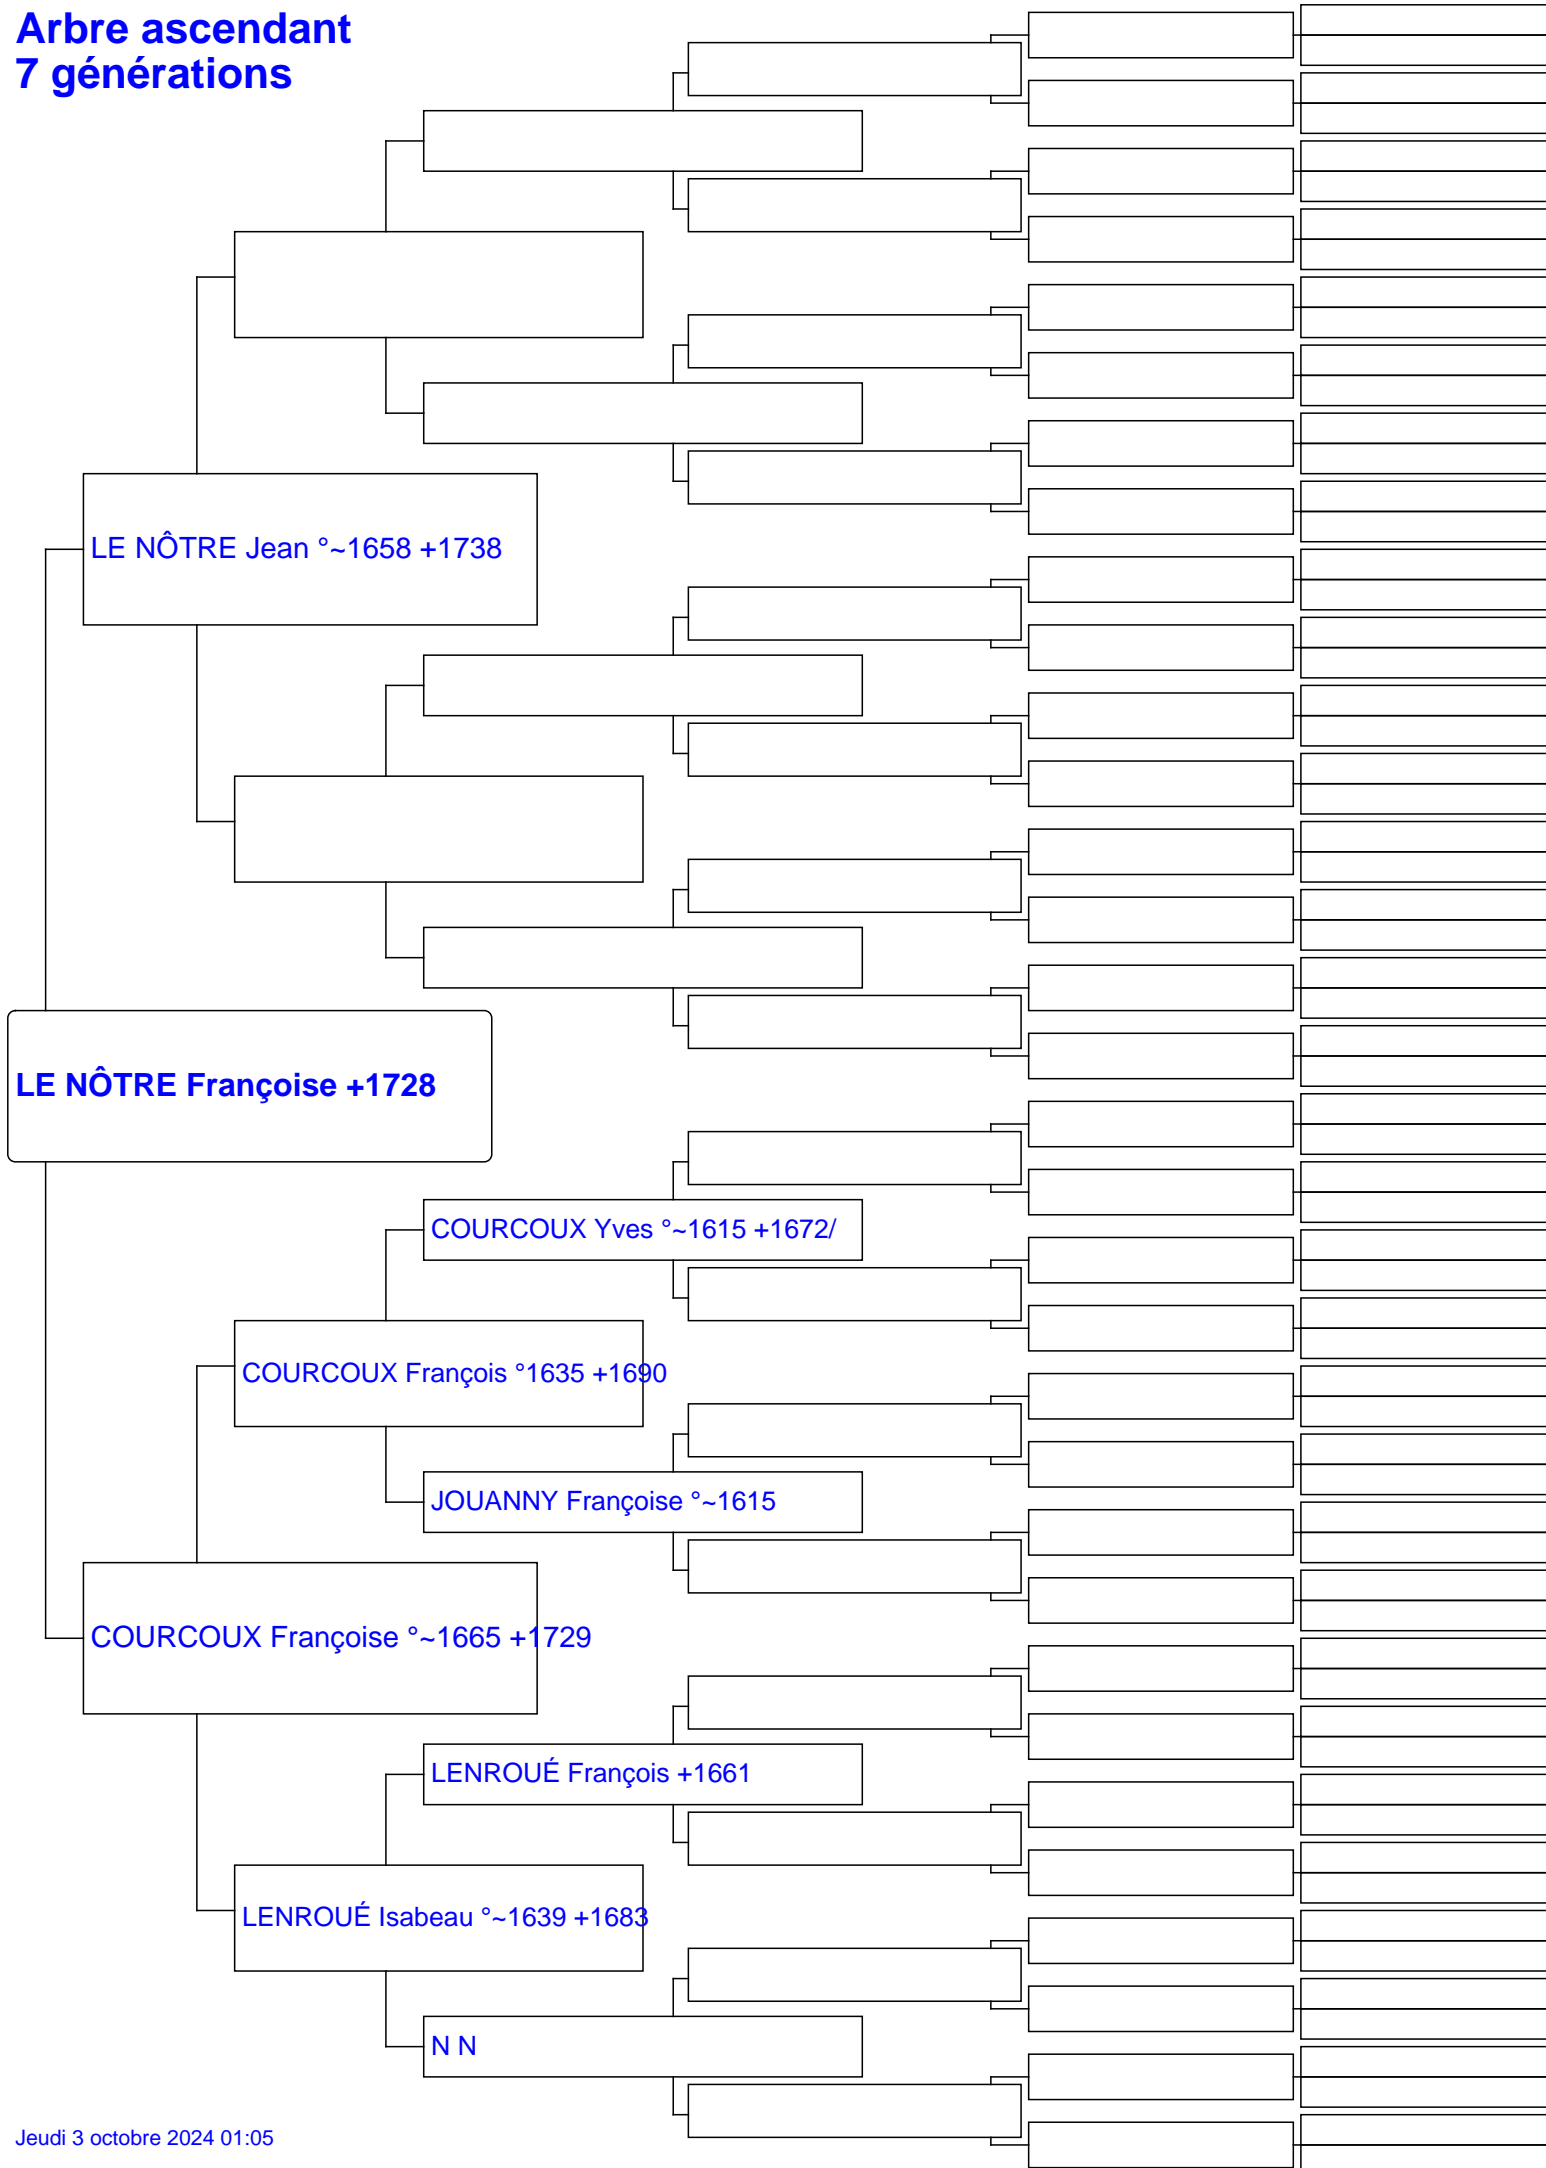 Arbre ascendant
7 générations
LE NÔTRE Jean °~1658 +1738
LE NÔTRE Françoise +1728
COURCOUX Yves °~1615 +1672/
COURCOUX François °1635 +1690
JOUANNY Françoise °~1615
COURCOUX Françoise °~1665 +1729
LENROUÉ François +1661
LENROUÉ Isabeau °~1639 +1683
N N
Jeudi 3 octobre 2024 01:05